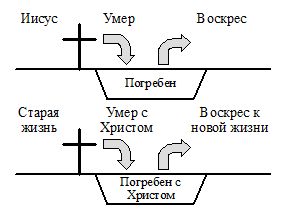 Иисус Умер Воскрес
Погребен
Старая жизнь Умер с Христом Воскрес к новой жизни
Погребен с Христом